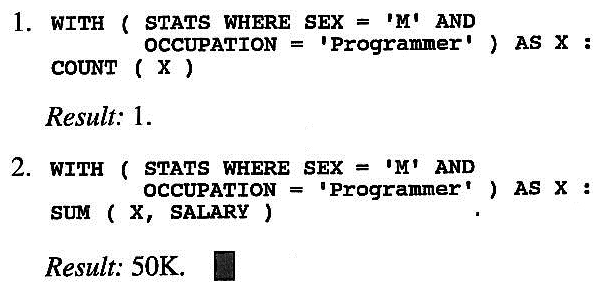 1. WITH ( STATS WHERE SEX = 'M' AND
OCCUPATION = 'Programmer' ) AS X :
COUNT ( X )
Result: 1.
2. WITH ( STATS WHERE SEX = 'M' AND
OCCUPATION = 'Programmer' ) AS X :
SUM ( X, SALARY )
Result: 50K.